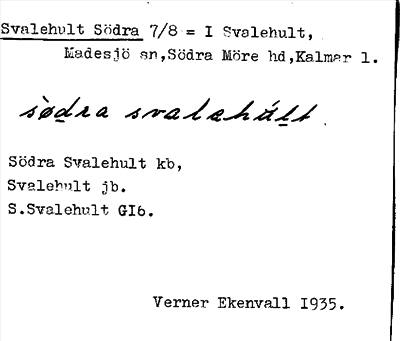 Svalehult Södra 7/8 = I Svalehult,
Madesjö sn,Södra Möre hd,Kalmar l.
sødra svalehúlt
Södra Svalehult kb,
Svalehult jb.
S.Svalehult GI6.
Verner Ekenvall 1935.